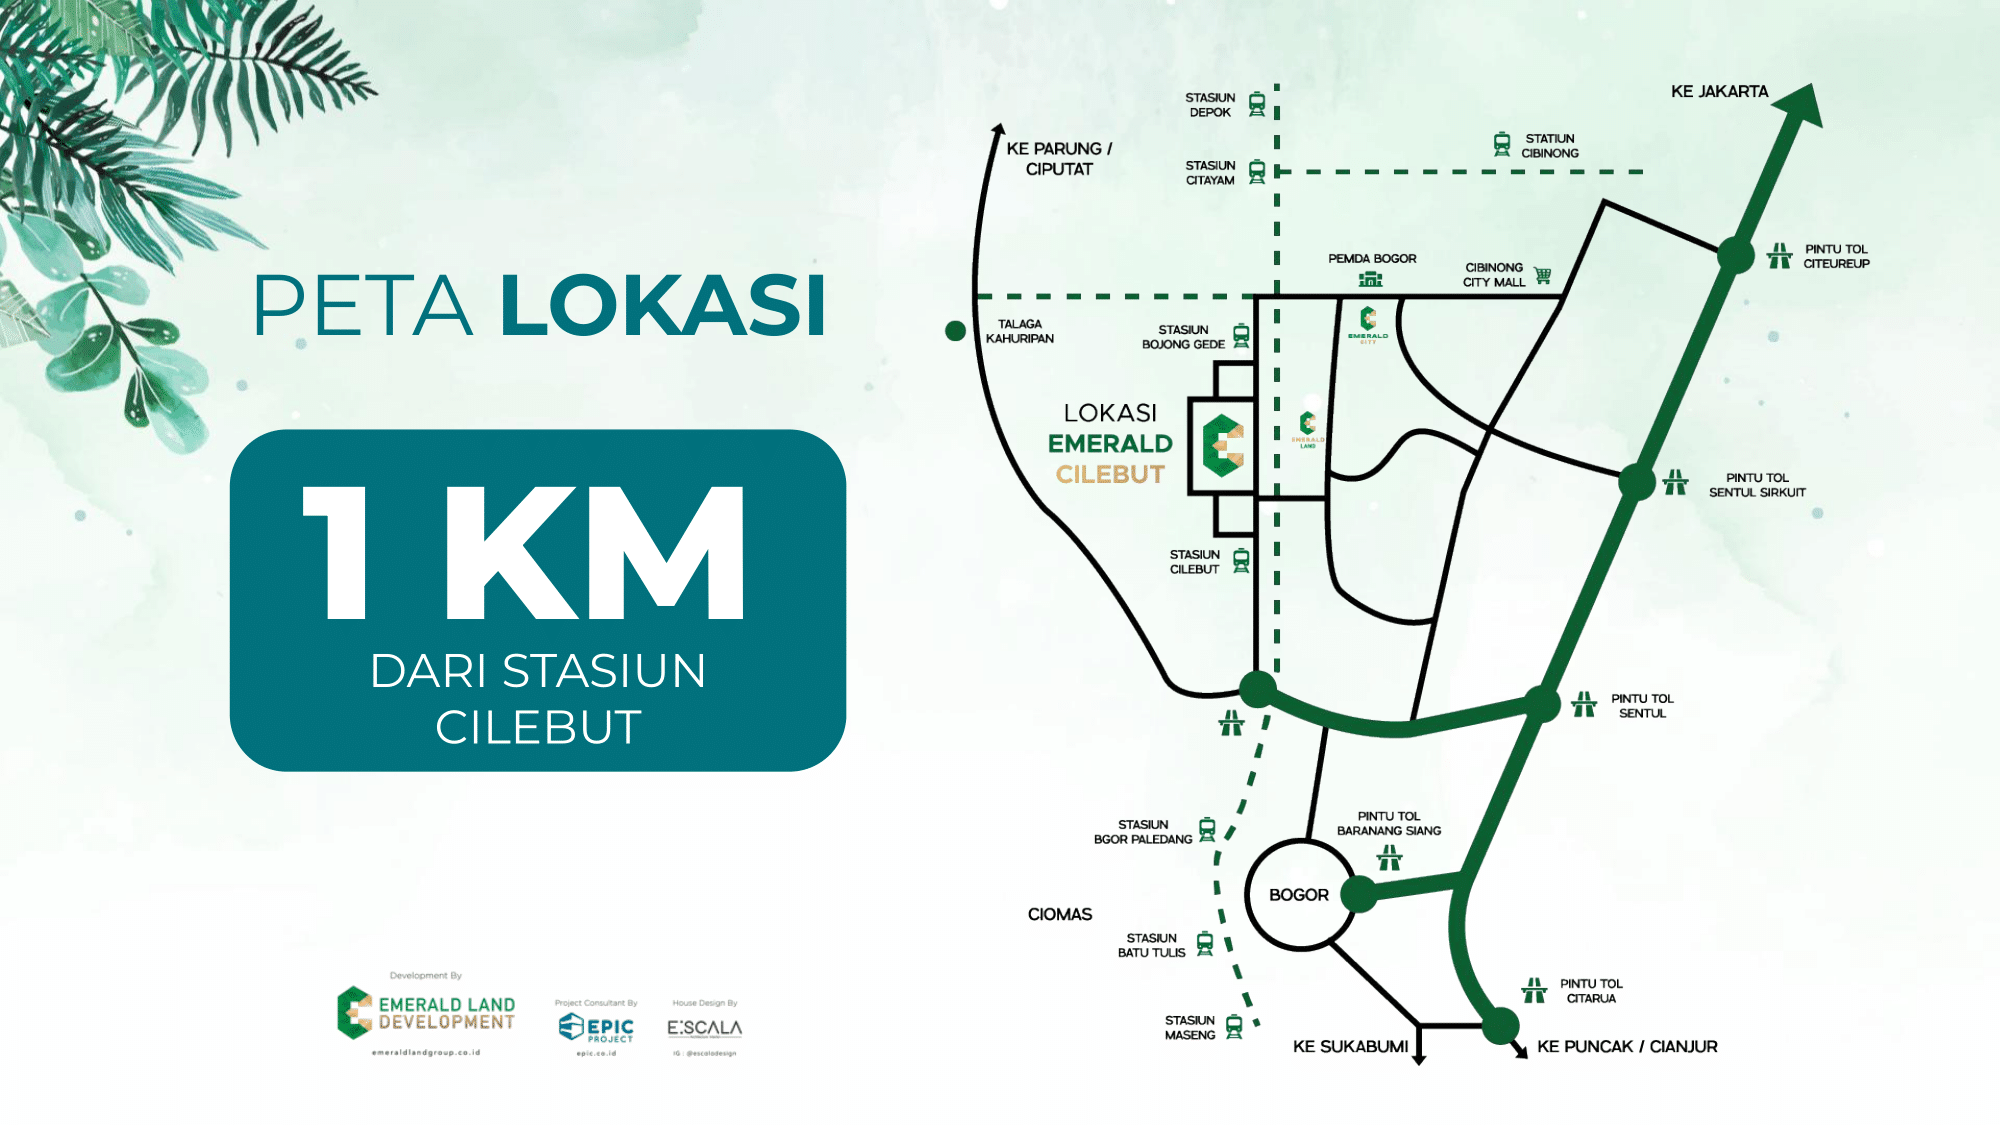 PETA LOKASI
1 KM
DARI STASIUN
CILEBUT
Development By
EMERALD LAND
DEVELOPMENT
emeraldlandgroup.co.id
Project Consultant By
EPIC
PROJECT
epic.co.id
House Design By
E:SCALA
IG : @escaladesign
KE JAKARTA
STASIUN
DEPOK
STATIUN
CIBINONG
KE PARUNG /
CIPUTAT
STASIUN
CITAYAM
PINTU TOL
CITEUREUP
PEMDA BOGOR
CIBINONG
CITY MALL
TALAGA
KAHURIPAN
STASIUN
BOJONG GEDE
EMERALD
CITY
LOKASI
EMERALD
CILEBUT
EMERALD
LAND
PINTU TOL
SENTUL SIRKUIT
STASIUN
CILEBUT
PINTU TOL
SENTUL
STASIUN
BGOR PALEDANG
PINTU TOL
BARANANG SIANG
BOGOR
CIOMAS
STASIUN
BATU TULIS
PINTU TOL
CITARUA
STASIUN
MASENG
KE SUKABUMI
KE PUNCAK / CIANJUR